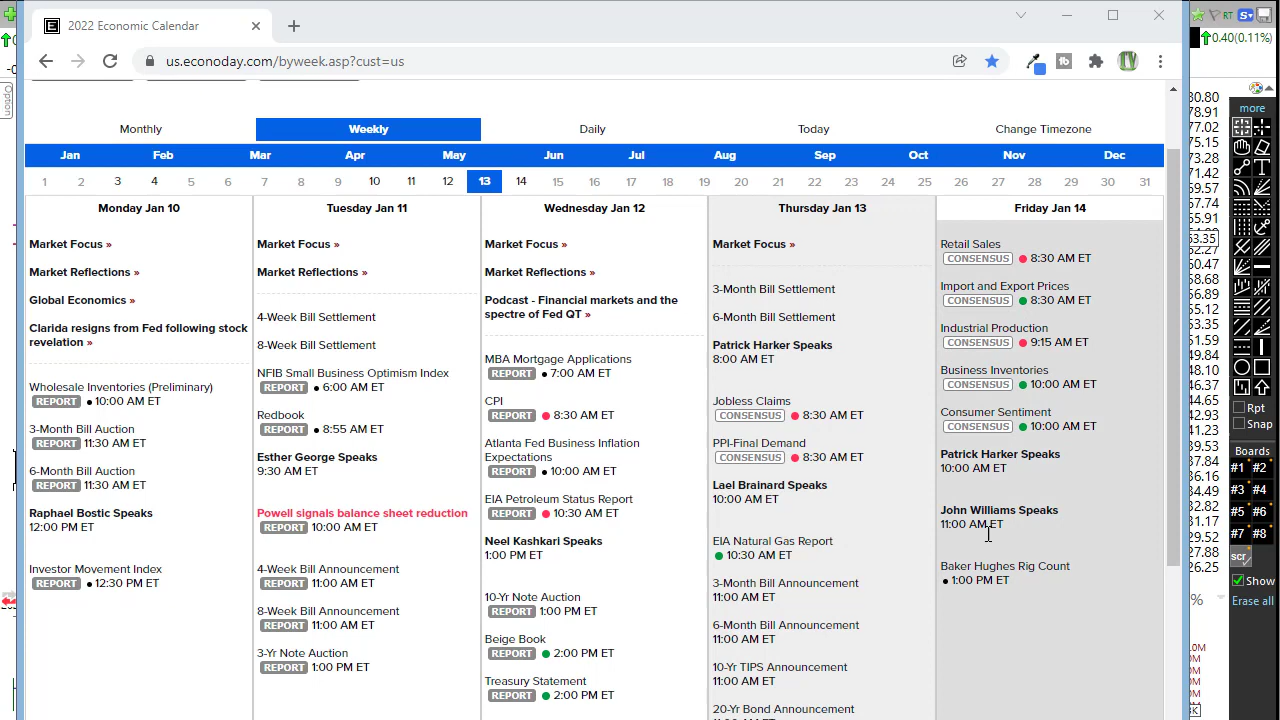 2022 Economic Calendar
us.econoday.com/byweek.asp?cust=us
RT
0.40(0.11%)
Option
Monthly
Weekly
Daily
Today
Change Timezone
Jan Feb Mar Apr May Jun Jul Aug Sep Oct Nov Dec
1 2 3 4 5 6 7 8 9 10 11 12 13 14 15 16 17 18 19 20 21 22 23 24 25 26 27 28 29 30 31
Monday Jan 10
Market Focus »
Market Reflections »
Global Economics »
Clarida resigns from Fed following stock
revelation »
Wholesale Inventories (Preliminary)
REPORT • 10:00 AM ET
3-Month Bill Auction
REPORT 11:30 AM ET
6-Month Bill Auction
REPORT 11:30 AM ET
Raphael Bostic Speaks
12:00 PM ET
Investor Movement Index
REPORT • 12:30 PM ET
Tuesday Jan 11
Market Focus »
Market Reflections »
4-Week Bill Settlement
8-Week Bill Settlement
NFIB Small Business Optimism Index
REPORT • 6:00 AM ET
Redbook
REPORT • 8:55 AM ET
Esther George Speaks
9:30 AM ET
Powell signals balance sheet reduction
REPORT 10:00 AM ET
4-Week Bill Announcement
REPORT 11:00 AM ET
8-Week Bill Announcement
REPORT 11:00 AM ET
3-Yr Note Auction
REPORT 1:00 PM ET
Wednesday Jan 12
Market Focus »
Market Reflections »
Podcast - Financial markets and the
spectre of Fed QT »
MBA Mortgage Applications
REPORT • 7:00 AM ET
CPI
REPORT • 8:30 AM ET
Atlanta Fed Business Inflation
Expectations
REPORT • 10:00 AM ET
EIA Petroleum Status Report
REPORT • 10:30 AM ET
Neel Kashkari Speaks
1:00 PM ET
10-Yr Note Auction
REPORT 1:00 PM ET
Beige Book
REPORT • 2:00 PM ET
Treasury Statement
REPORT • 2:00 PM ET
Thursday Jan 13
Market Focus »
3-Month Bill Settlement
6-Month Bill Settlement
Patrick Harker Speaks
8:00 AM ET
Jobless Claims
CONSENSUS • 8:30 AM ET
PPI-Final Demand
CONSENSUS • 8:30 AM ET
Lael Brainard Speaks
10:00 AM ET
EIA Natural Gas Report
• 10:30 AM ET
3-Month Bill Announcement
11:00 AM ET
6-Month Bill Announcement
11:00 AM ET
10-Yr TIPS Announcement
11:00 AM ET
20-Yr Bond Announcement
Friday Jan 14
Retail Sales
CONSENSUS • 8:30 AM ET
Import and Export Prices
CONSENSUS • 8:30 AM ET
Industrial Production
CONSENSUS • 9:15 AM ET
Business Inventories
CONSENSUS • 10:00 AM ET
Consumer Sentiment
CONSENSUS • 10:00 AM ET
Patrick Harker Speaks
10:00 AM ET
John Williams Speaks
11:00 AM ET
Baker Hughes Rig Count
• 1:00 PM ET
more
Rpt
Snap
Boards
#1 #2
#3 #4
#5 #6
#7 #8
scr
Show
Erase all
%